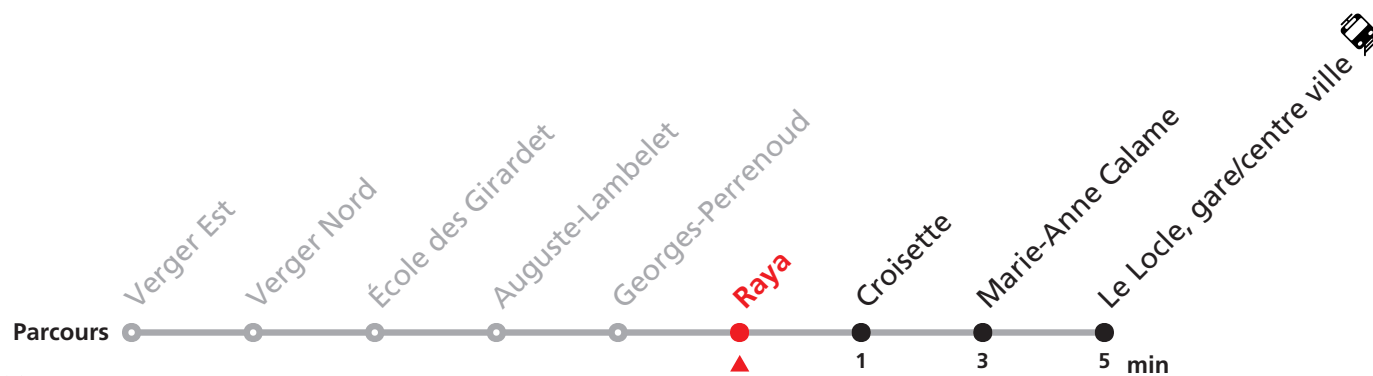 Verger Est
Verger Nord
École des Girardet
Auguste-Lambelet
Georges-Perrenoud
Raya
Croisette
Marie-Anne Calame
Le Locle, gare/centre ville
Parcours
1 3 5 min